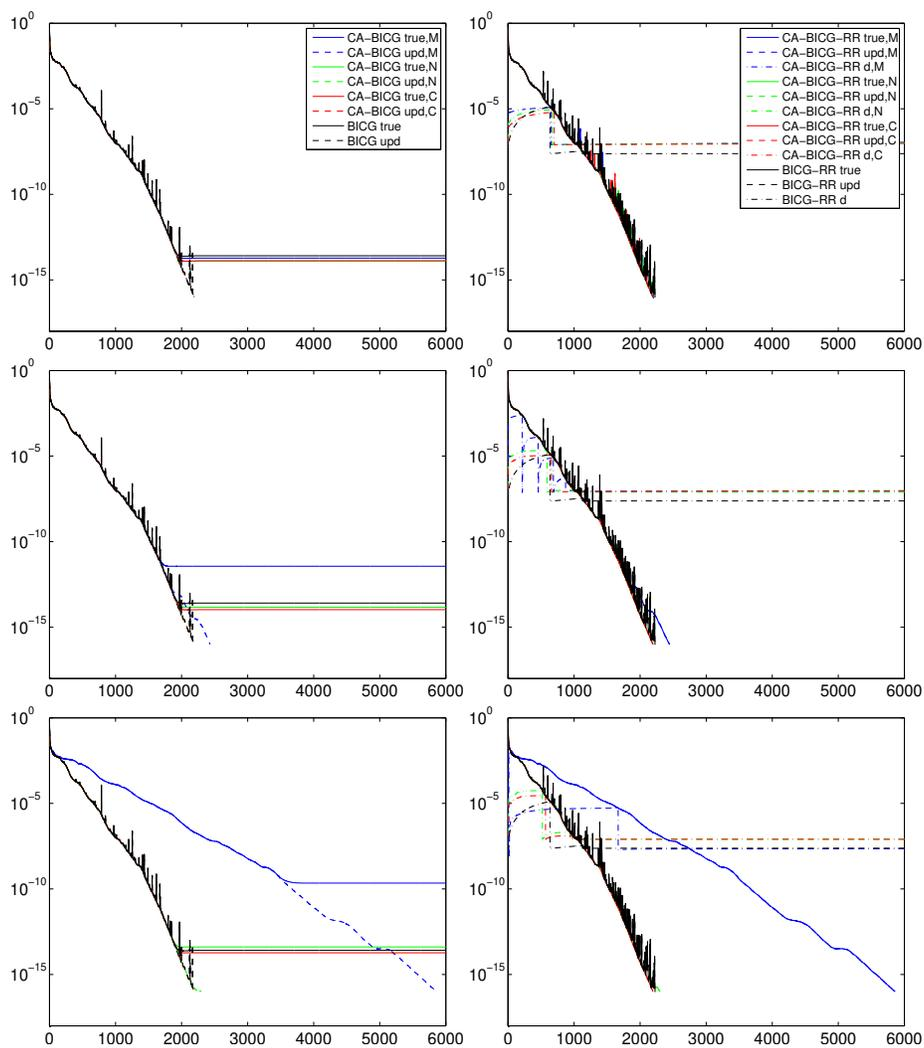 10^0
10^−5
10^−10
10^−15
0 1000 2000 3000 4000 5000 6000
CA−BICG true,M
CA−BICG upd,M
CA−BICG true,N
CA−BICG upd,N
CA−BICG true,C
CA−BICG upd,C
BICG true
BICG upd
0 1000 2000 3000 4000 5000 6000
10^0
10^−5
10^−10
10^−15
CA−BICG−RR true,M
CA−BICG−RR upd,M
CA−BICG−RR d,M
CA−BICG−RR true,N
CA−BICG−RR upd,N
CA−BICG−RR d,N
CA−BICG−RR true,C
CA−BICG−RR upd,C
CA−BICG−RR d,C
BICG−RR true
BICG−RR upd
BICG−RR d
10^0
10^−5
10^−10
10^−15
0 1000 2000 3000 4000 5000 6000
10^0
10^−5
10^−10
10^−15
0 1000 2000 3000 4000 5000 6000
10^0
10^−5
10^−10
10^−15
0 1000 2000 3000 4000 5000 6000
10^0
10^−5
10^−10
10^−15
0 1000 2000 3000 4000 5000 6000